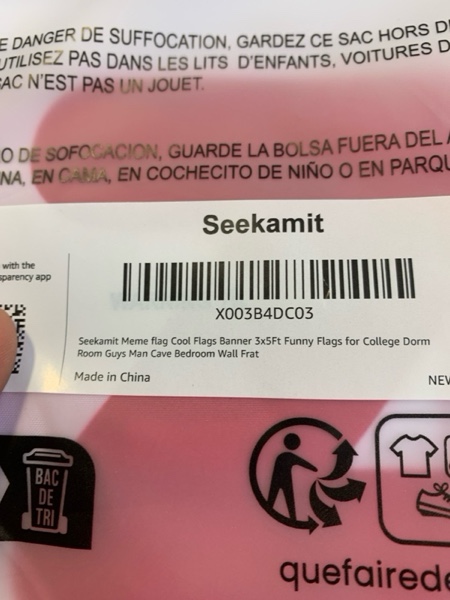 E DANGER DE SUFFOCATION, GARDEZ CE SAC HORS D
UTILISEZ PAS DANS LES LITS D'ENFANTS, VOITURES D
SAC N'EST PAS UN JOUET.
O DE SOFOCACION, GUARDE LA BOLSA FUERA DEL A
NA, EN CAMA, EN COCHECITO DE NIÑO O EN PARQU
Seekamit
with the
sparency app
X003B4DC03
Seekamit Meme flag Cool Flags Banner 3x5Ft Funny Flags for College Dorm
Room Guys Man Cave Bedroom Wall Frat
Made in China
NEW
BAC
DE
TRI
quefairede